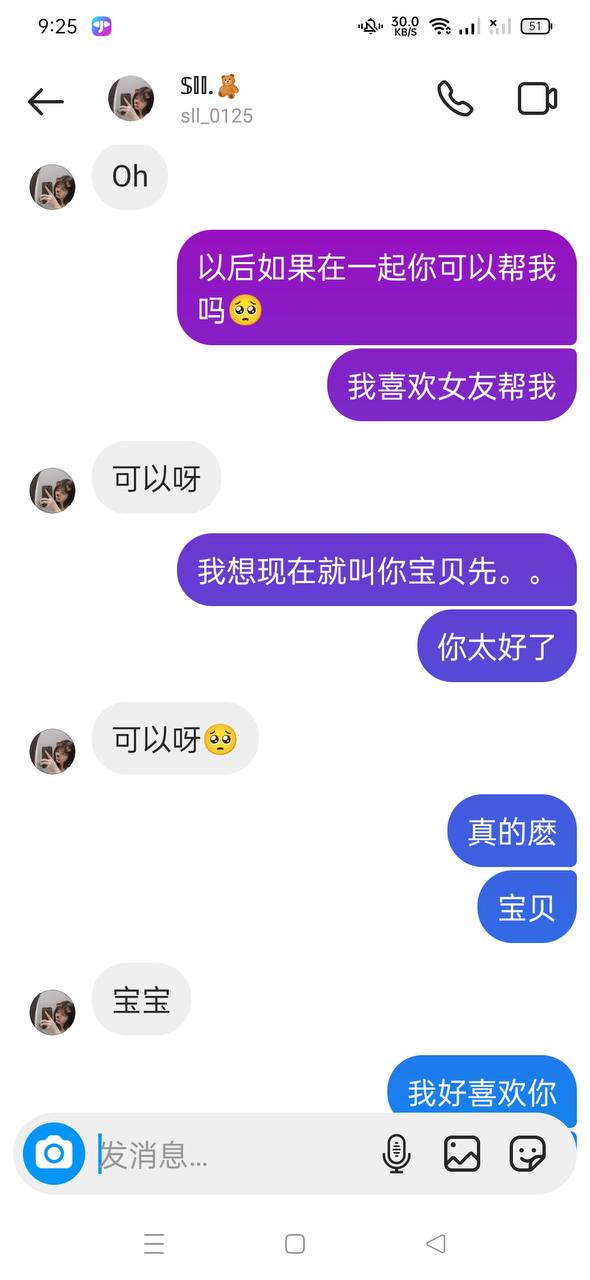 9:25
30.0
KB/S
51
𝕊𝕝𝕝.🧸
sll_0125
Oh
以后如果在一起你可以帮我
吗🥺
我喜欢女友帮我
可以呀
我想现在就叫你宝贝先。。
你太好了
可以呀🥺
真的麽
宝贝
宝宝
我好喜欢你
发消息...